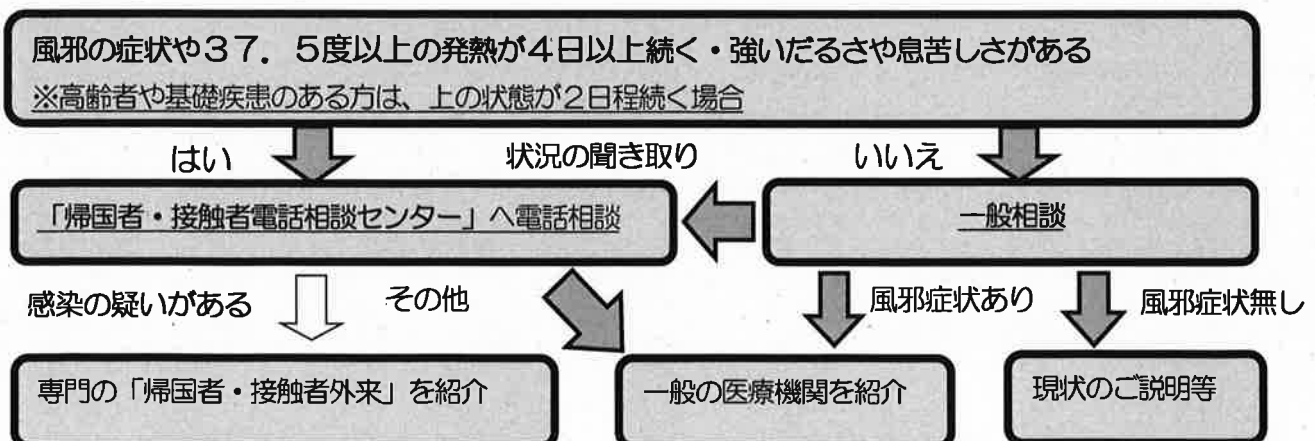 風邪の症状や37．5度以上の発熱が4日以上続く・強いだるさや息苦しさがある
※高齢者や基礎疾患のある方は、上の状態が2日程続く場合
はい
状況の聞き取り
いいえ
「帰国者・接触者電話相談センター」へ電話相談
一般相談
感染の疑いがある
その他
風邪症状あり
風邪症状無し
専門の「帰国者・接触者外来」を紹介
一般の医療機関を紹介
現状のご説明等